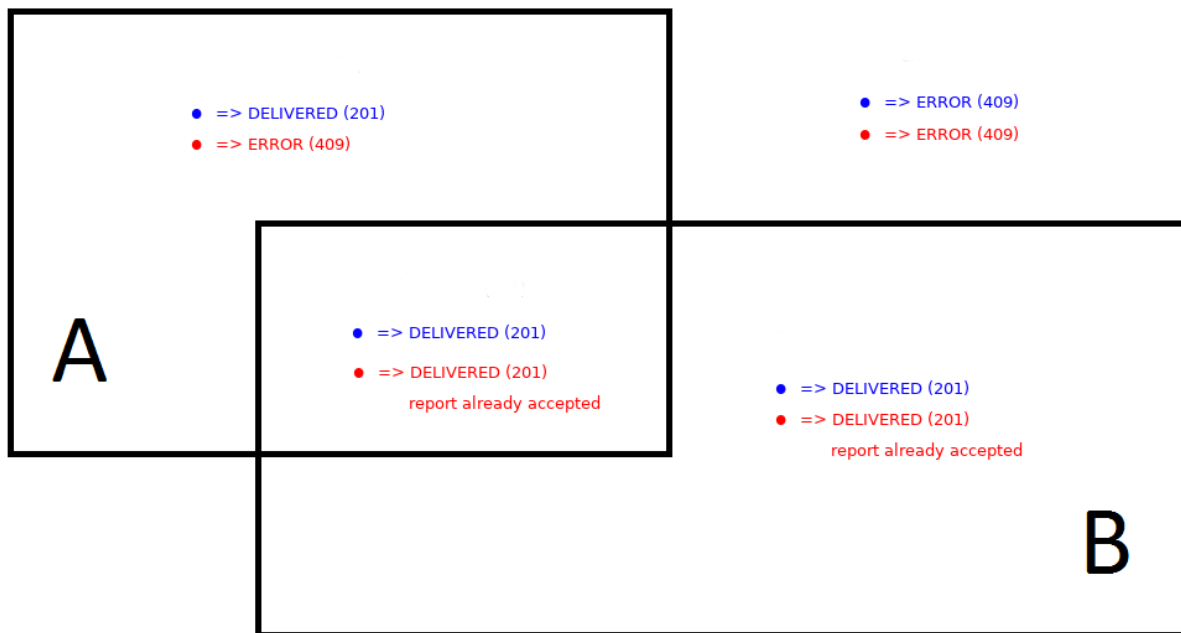 => DELIVERED (201)
=> ERROR (409)
=> ERROR (409)
=> ERROR (409)
A
=> DELIVERED (201)
=> DELIVERED (201)
report already accepted
=> DELIVERED (201)
=> DELIVERED (201)
report already accepted
B